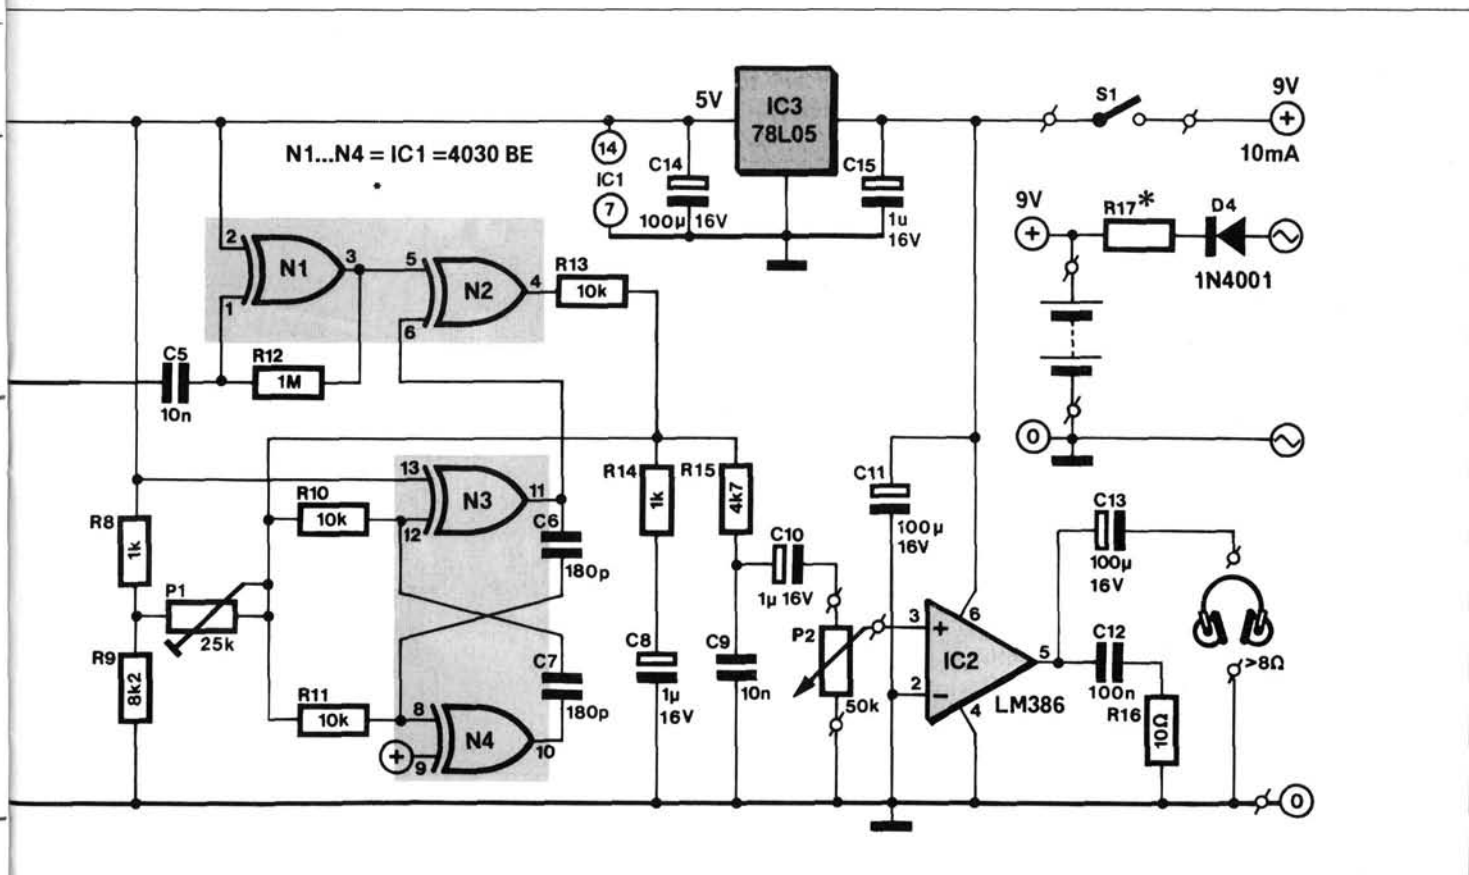 9V
S1
IC3
78L05
5V
+
10mA
N1...N4 = IC1 =4030 BE
14
IC1
7
C14
100µ 16V
C15
1u
16V
9V
+
R17*
D4
1N4001
2
N1
3
1
5
N2
4
6
R13
10k
C5
10n
R12
1M
0
13
N3
11
12
R10
10k
C6
180p
R14
1k
R15
4k7
C11
100µ
16V
C10
1µ 16V
C13
100µ
16V
R8
1k
P1
25k
R9
8k2
R11
10k
C7
180p
8
N4
10
+
9
C8
1µ
16V
C9
10n
P2
50k
3
+
6
IC2
5
2
−
4
LM386
C12
100n
R16
10Ω
>8Ω
0